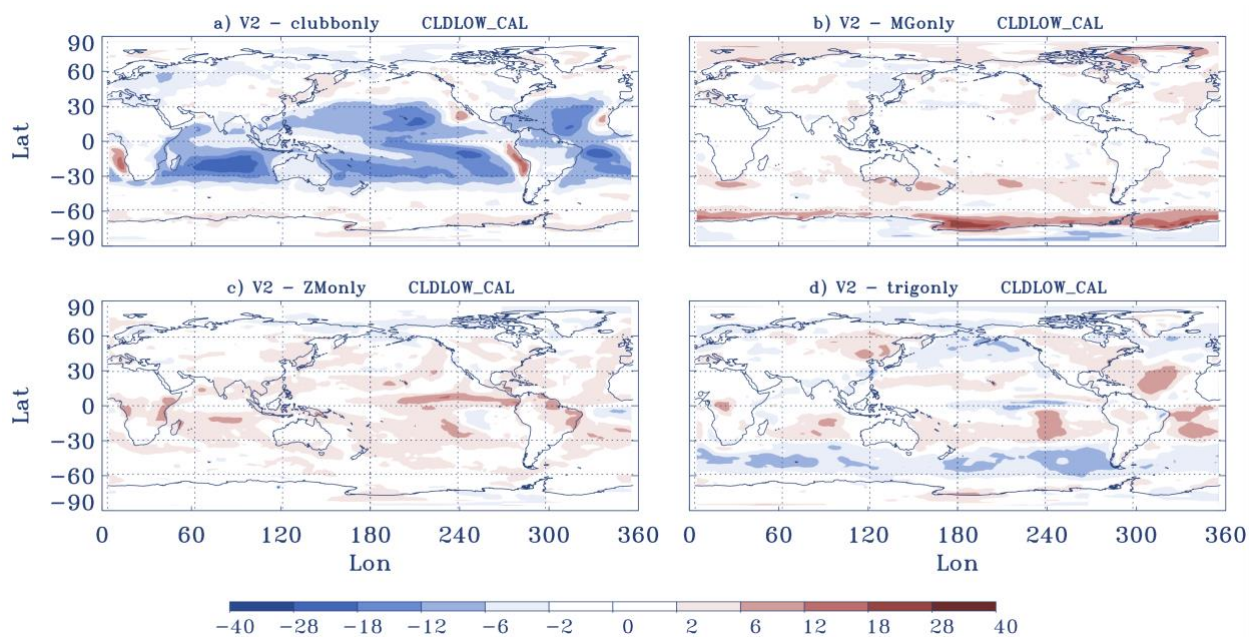 a) V2 - clubbonly CLDLOW_CAL
b) V2 - MGonly CLDLOW_CAL
90
60
30
0
-30
-60
-90
Lat
c) V2 - ZMonly CLDLOW_CAL
d) V2 - trigonly CLDLOW_CAL
90
60
30
0
-30
-60
-90
Lat
0 60 120 180 240 300 360
0 60 120 180 240 300 360
Lon
Lon
-40 -28 -18 -12 -6 -2 0 2 6 12 18 28 40